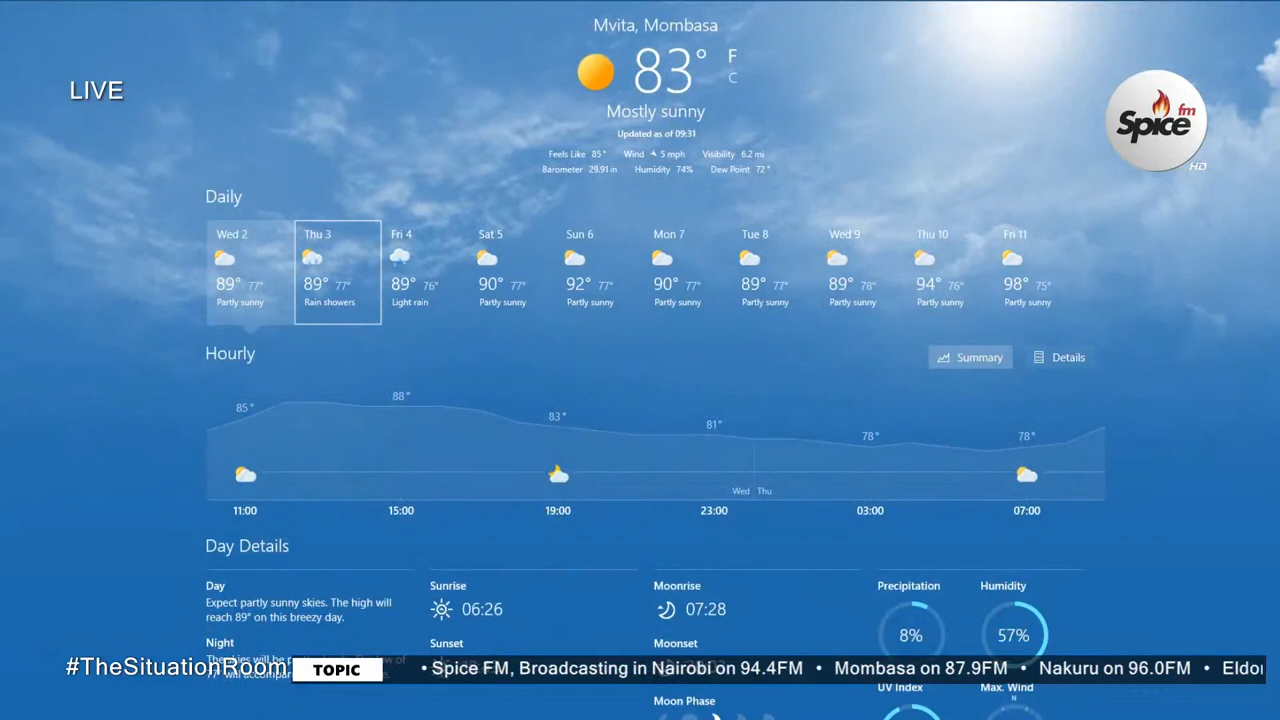 Mvita, Mombasa
83° F
C
LIVE
Mostly sunny
Updated as of 09:31
Feels Like 85° Wind 5 mph Visibility 6.2 mi
Barometer 29.91 in Humidity 74% Dew Point 72°
Spice fm
HD
Daily
Wed 2 Thu 3 Fri 4 Sat 5 Sun 6 Mon 7 Tue 8 Wed 9 Thu 10 Fri 11
89° 77° 89° 77° 89° 76° 90° 77° 92° 77° 90° 77° 89° 77° 89° 78° 94° 76° 98° 75°
Partly sunny Rain showers Light rain Partly sunny Partly sunny Partly sunny Partly sunny Partly sunny Partly sunny Partly sunny
Hourly
Summary Details
85° 88° 83° 81° 78° 78°
Wed Thu
11:00 15:00 19:00 23:00 03:00 07:00
Day Details
Day
Expect partly sunny skies. The high will
reach 89° on this breezy day.
Night
Sunrise
06:26
Sunset
Moonrise
07:28
Moonset
Moon Phase
Precipitation Humidity
8% 57%
UV Index Max. Wind
N
#TheSituationRoom
TOPIC
• Spice FM, Broadcasting in Nairobi on 94.4FM • Mombasa on 87.9FM • Nakuru on 96.0FM • Eldo